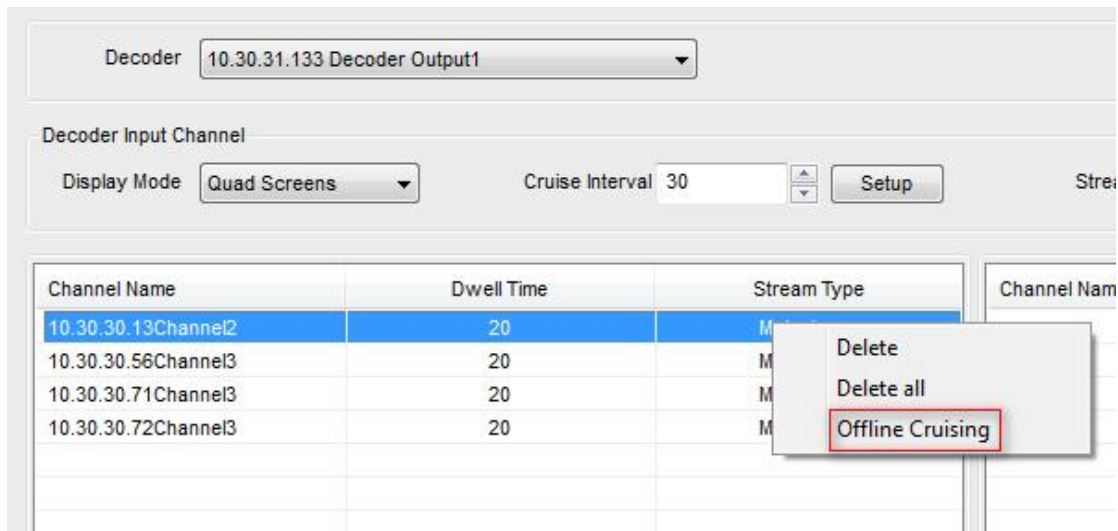 Decoder 10.30.31.133 Decoder Output1
Decoder Input Channel
Display Mode Quad Screens Cruise Interval 30 Setup
Channel Name Dwell Time Stream Type Channel
10.30.30.13Channel2 20
10.30.30.56Channel3 20
10.30.30.71Channel3 20
10.30.30.72Channel3 20
Delete
Delete all
Offline Cruising